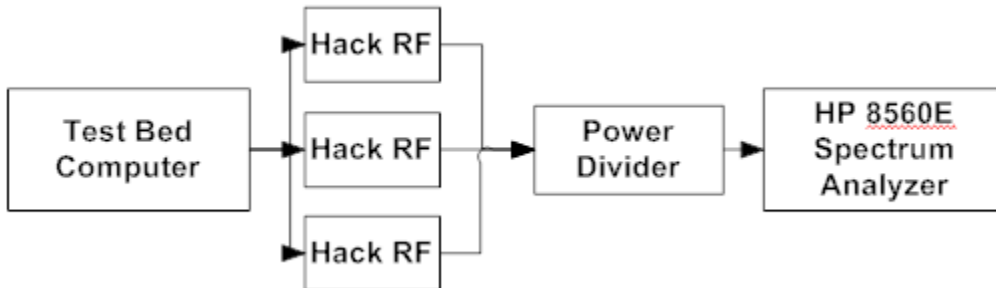 Hack RF
Test Bed
Computer
Hack RF
Power
Divider
HP 8560E
Spectrum
Analyzer
Hack RF